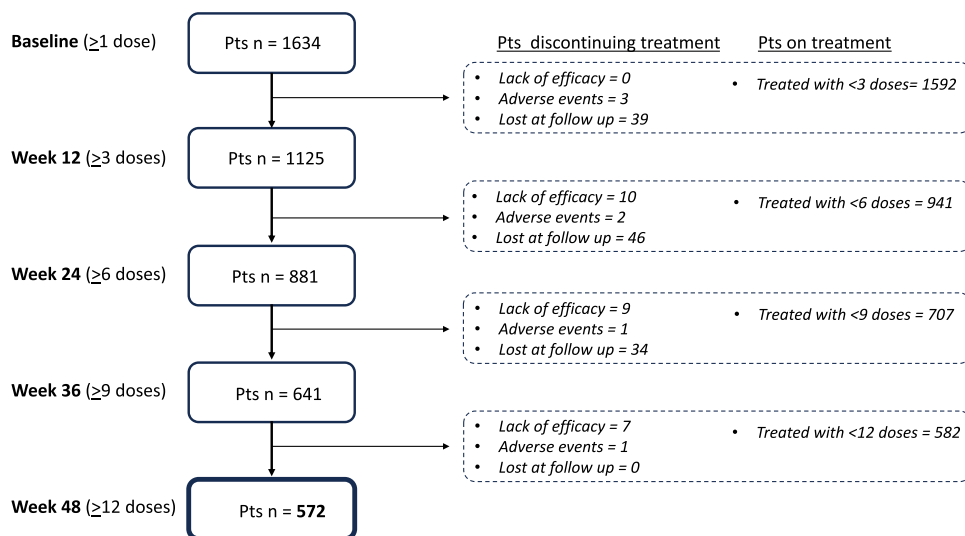 Baseline (≥1 dose)
Pts n = 1634
Pts discontinuing treatment
Pts on treatment
• Lack of efficacy = 0
• Adverse events = 3
• Lost at follow up = 39
• Treated with <3 doses= 1592
Week 12 (≥3 doses)
Pts n = 1125
• Lack of efficacy = 10
• Adverse events = 2
• Lost at follow up = 46
• Treated with <6 doses = 941
Week 24 (≥6 doses)
Pts n = 881
• Lack of efficacy = 9
• Adverse events = 1
• Lost at follow up = 34
• Treated with <9 doses = 707
Week 36 (≥9 doses)
Pts n = 641
• Lack of efficacy = 7
• Adverse events = 1
• Lost at follow up = 0
• Treated with <12 doses = 582
Week 48 (≥12 doses)
Pts n = 572